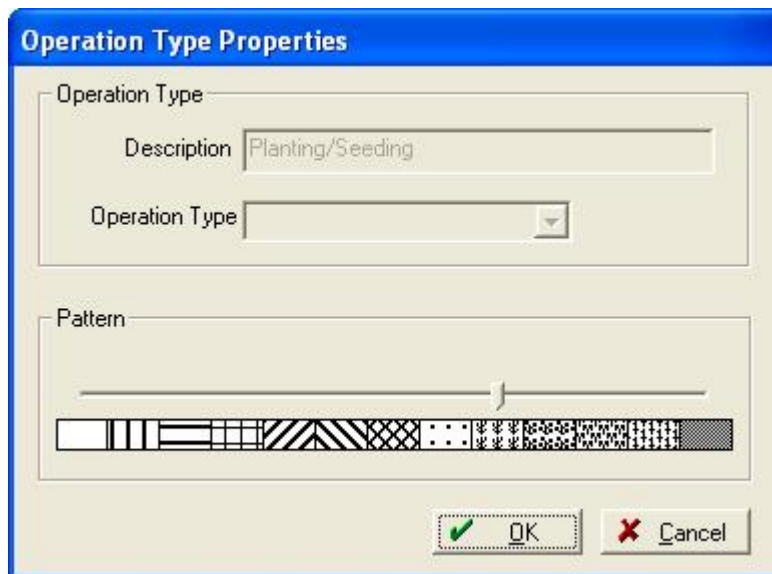 Operation Type Properties
Operation Type
Description Planting/Seeding
Operation Type
Pattern
OK Cancel